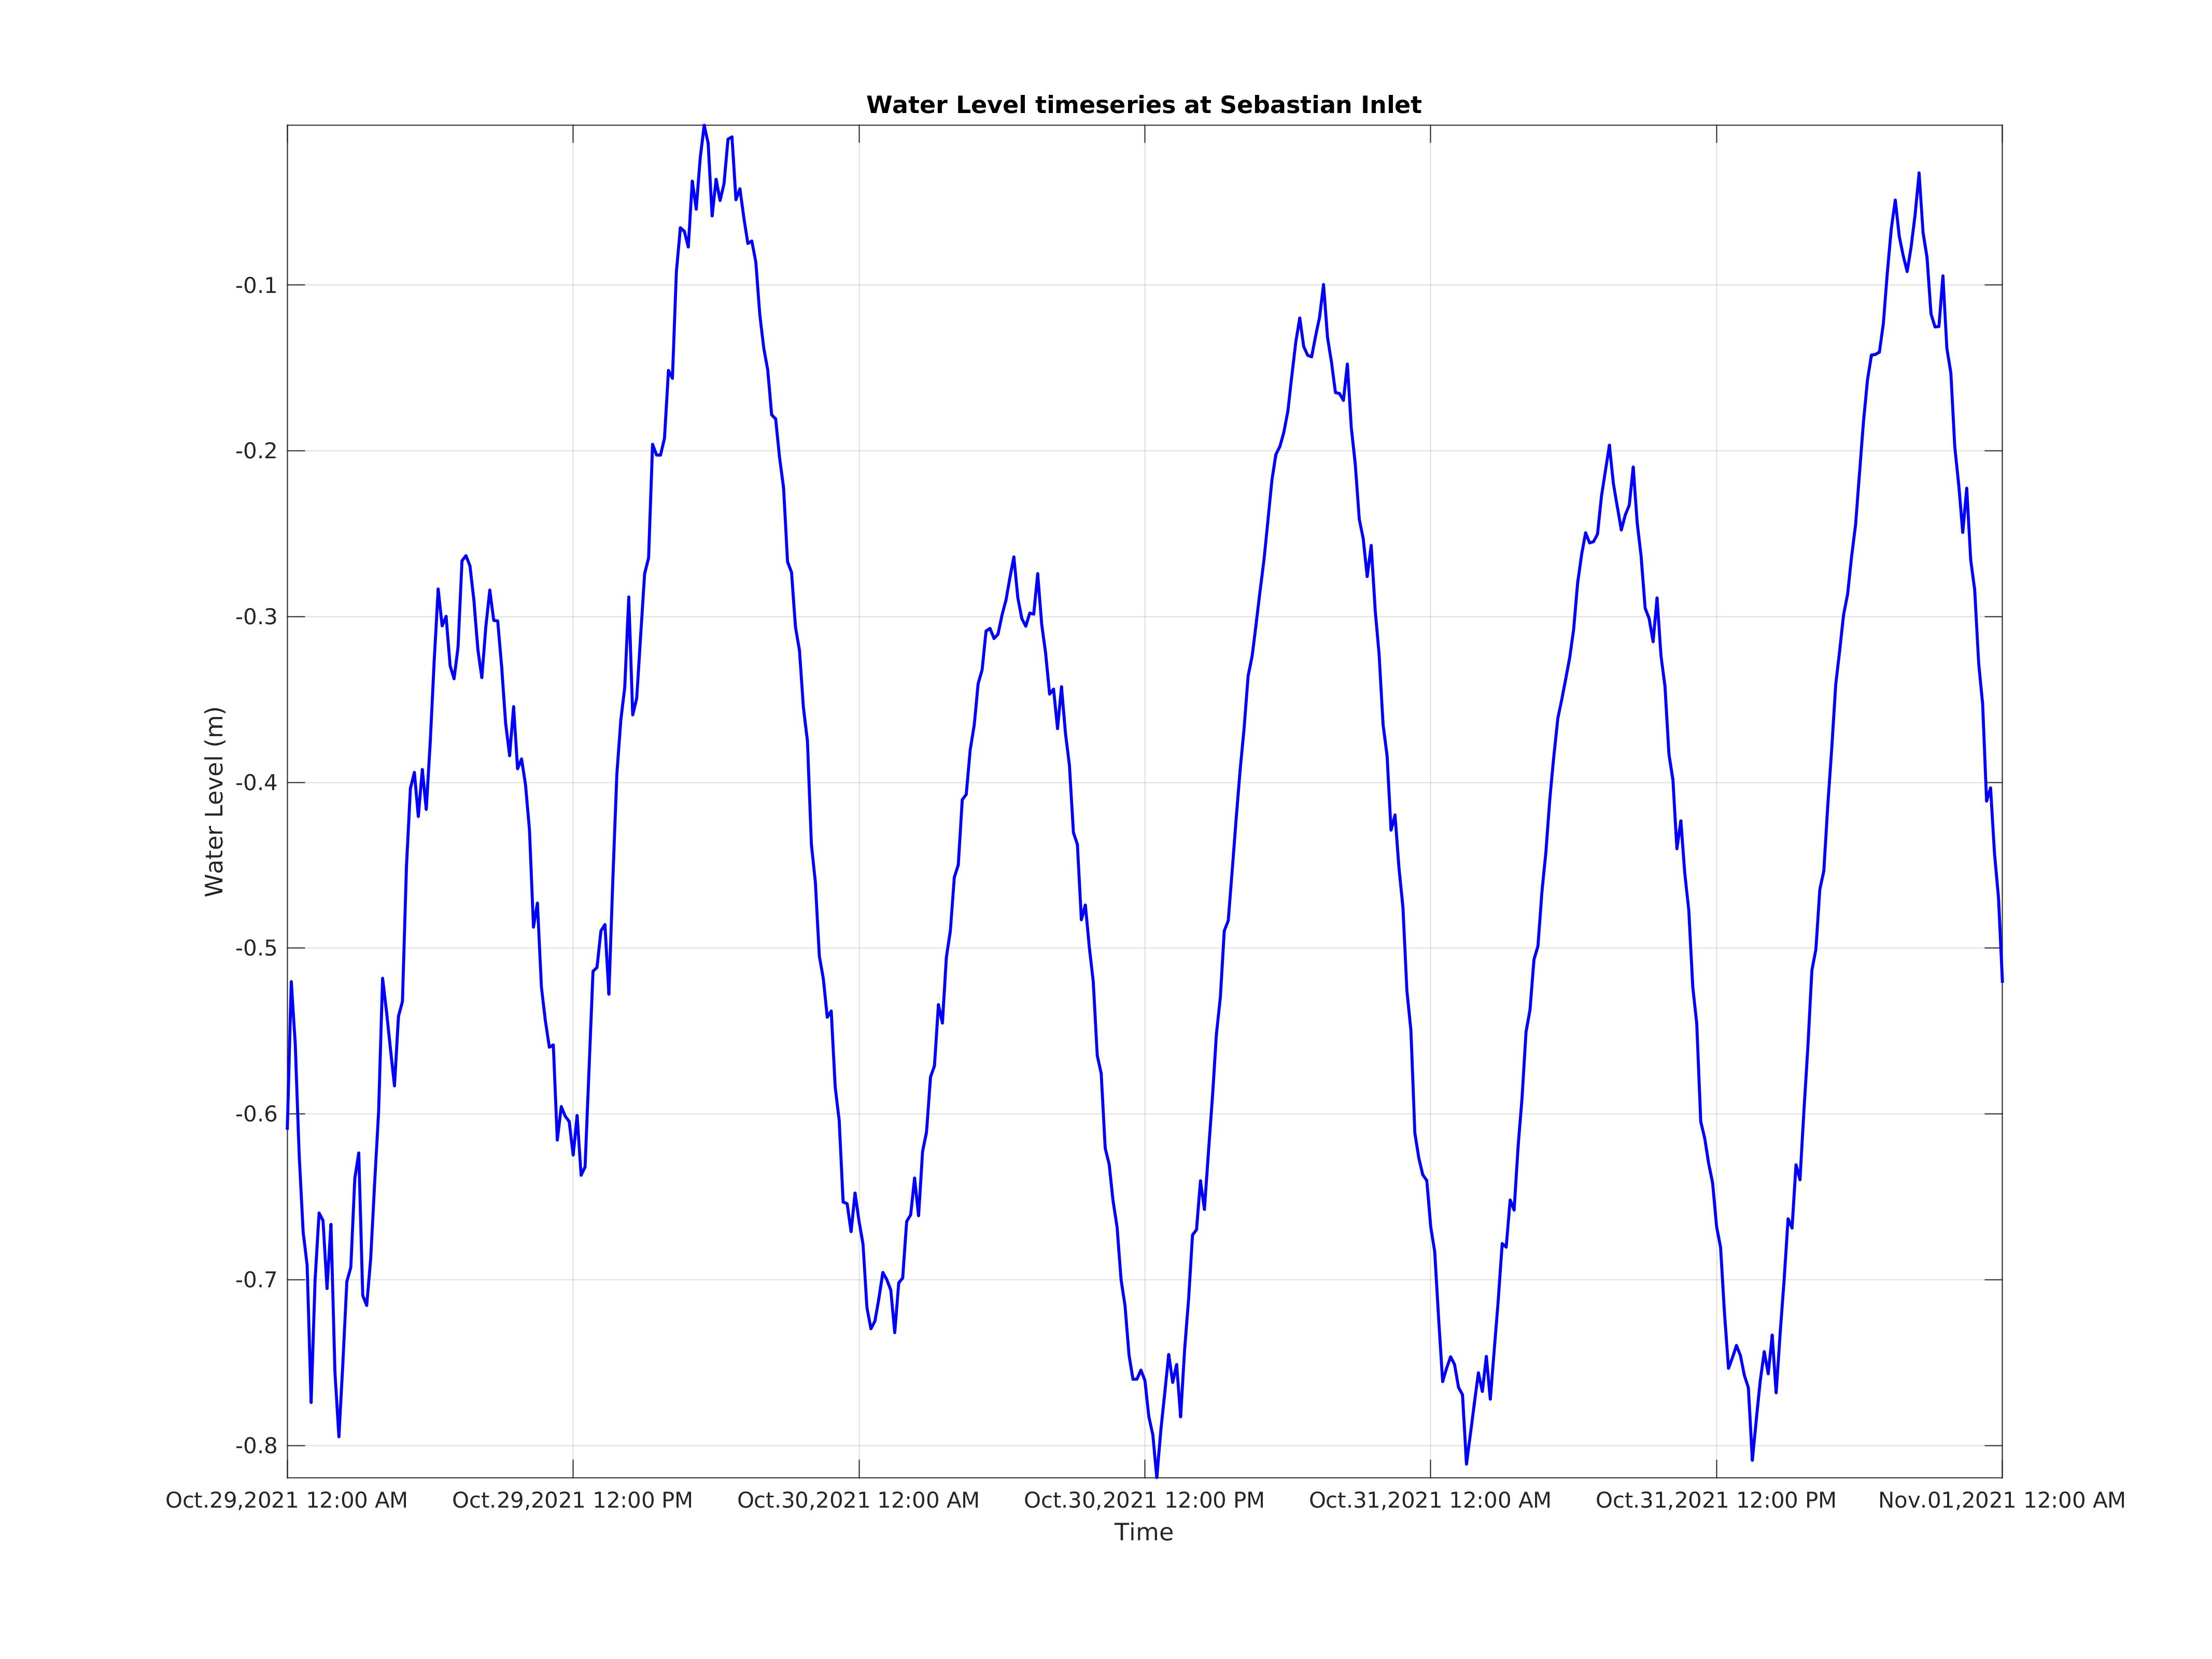 Water Level timeseries at Sebastian Inlet
-0.1
-0.2
-0.3
-0.4
-0.5
-0.6
-0.7
-0.8
Water Level (m)
Oct.29,2021 12:00 AM
Oct.29,2021 12:00 PM
Oct.30,2021 12:00 AM
Oct.30,2021 12:00 PM
Oct.31,2021 12:00 AM
Oct.31,2021 12:00 PM
Nov.01,2021 12:00 AM
Time